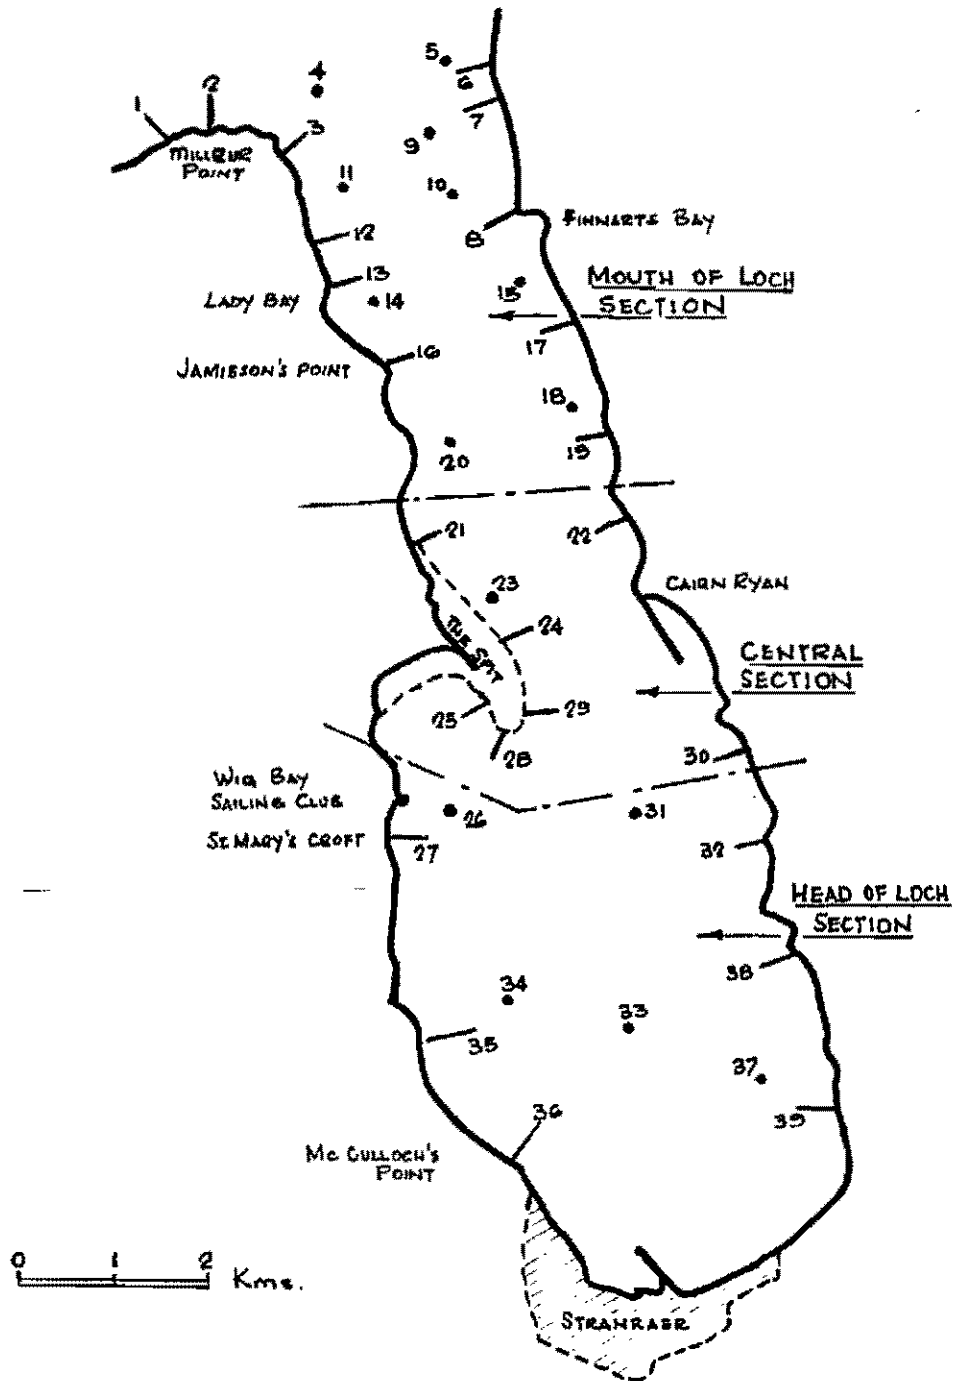 5
4
2
6
1
7
3
9
MILLEUR
POINT
11
10
8
FINNARTS BAY
12
13
MOUTH OF LOCH
SECTION
LADY BAY
14
15
17
16
JAMIESON'S POINT
18
19
20
21
22
23
CAIRN RYAN
24
THE SPIT
CENTRAL
SECTION
25
29
28
30
WIG BAY
SAILING CLUB
26
31
ST. MARY'S CROFT
27
32
HEAD OF LOCH
SECTION
38
34
33
35
37
36
39
MC CULLOCH'S
POINT
0 1 2
Kms.
STRANRAER